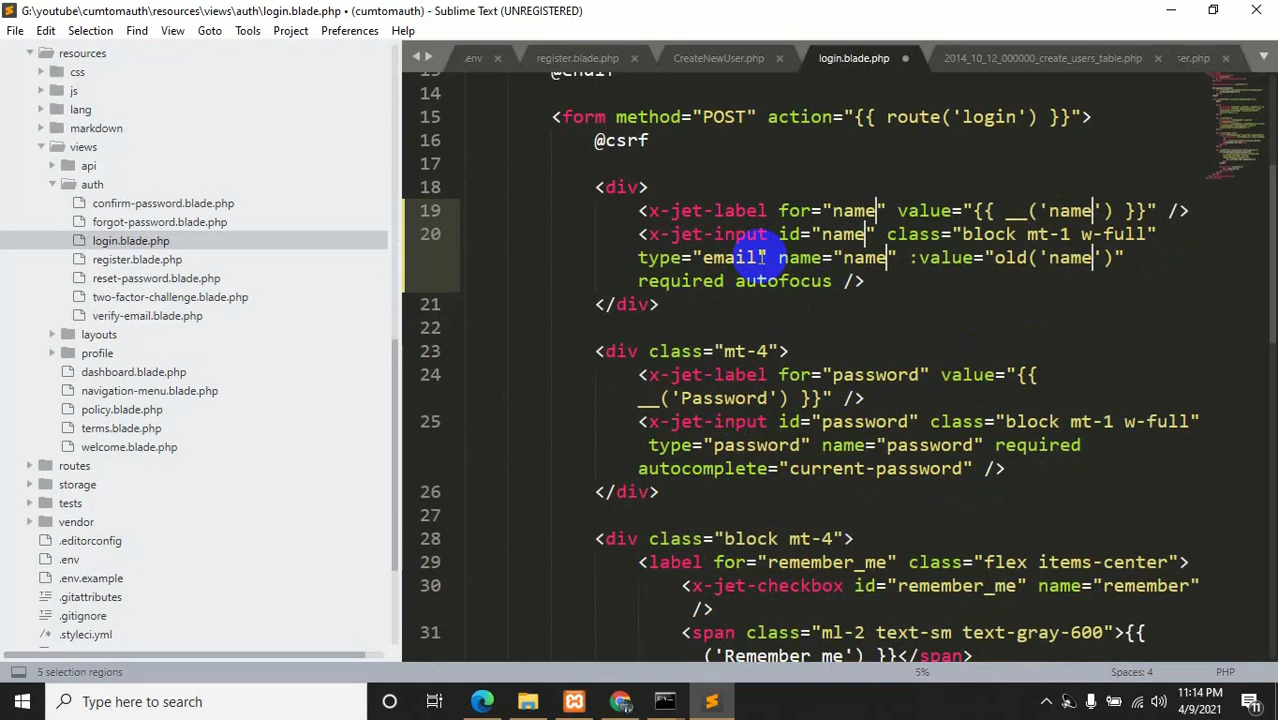 G:\youtube\cumtomauth\resources\views\auth\login.blade.php • (cumtomauth) - Sublime Text (UNREGISTERED)
File Edit Selection Find View Goto Tools Project Preferences Help
.env × register.blade.php × CreateNewUser.php × login.blade.php • 2014_10_12_000000_create_users_table.php × ser.php ×
resources
css
js
lang
markdown
views
api
auth
confirm-password.blade.php
forgot-password.blade.php
login.blade.php
register.blade.php
reset-password.blade.php
two-factor-challenge.blade.php
verify-email.blade.php
layouts
profile
dashboard.blade.php
navigation-menu.blade.php
policy.blade.php
terms.blade.php
welcome.blade.php
routes
storage
tests
vendor
.editorconfig
.env
.env.example
.gitattributes
.gitignore
.styleci.yml
13 @endif
14
15 <form method="POST" action="{{ route('login') }}">
16 @csrf
17
18 <div>
19 <x-jet-label for="name" value="{{ __('name') }}" />
20 <x-jet-input id="name" class="block mt-1 w-full"
type="email" name="name" :value="old('name')"
required autofocus />
21 </div>
22
23 <div class="mt-4">
24 <x-jet-label for="password" value="{{
__('Password') }}" />
25 <x-jet-input id="password" class="block mt-1 w-full"
type="password" name="password" required
autocomplete="current-password" />
26 </div>
27
28 <div class="block mt-4">
29 <label for="remember_me" class="flex items-center">
30 <x-jet-checkbox id="remember_me" name="remember"
/>
31 <span class="ml-2 text-sm text-gray-600">{{
('Remember me') }}</span>
5 selection regions 5% Spaces: 4 PHP
Type here to search
11:14 PM
4/9/2021
11